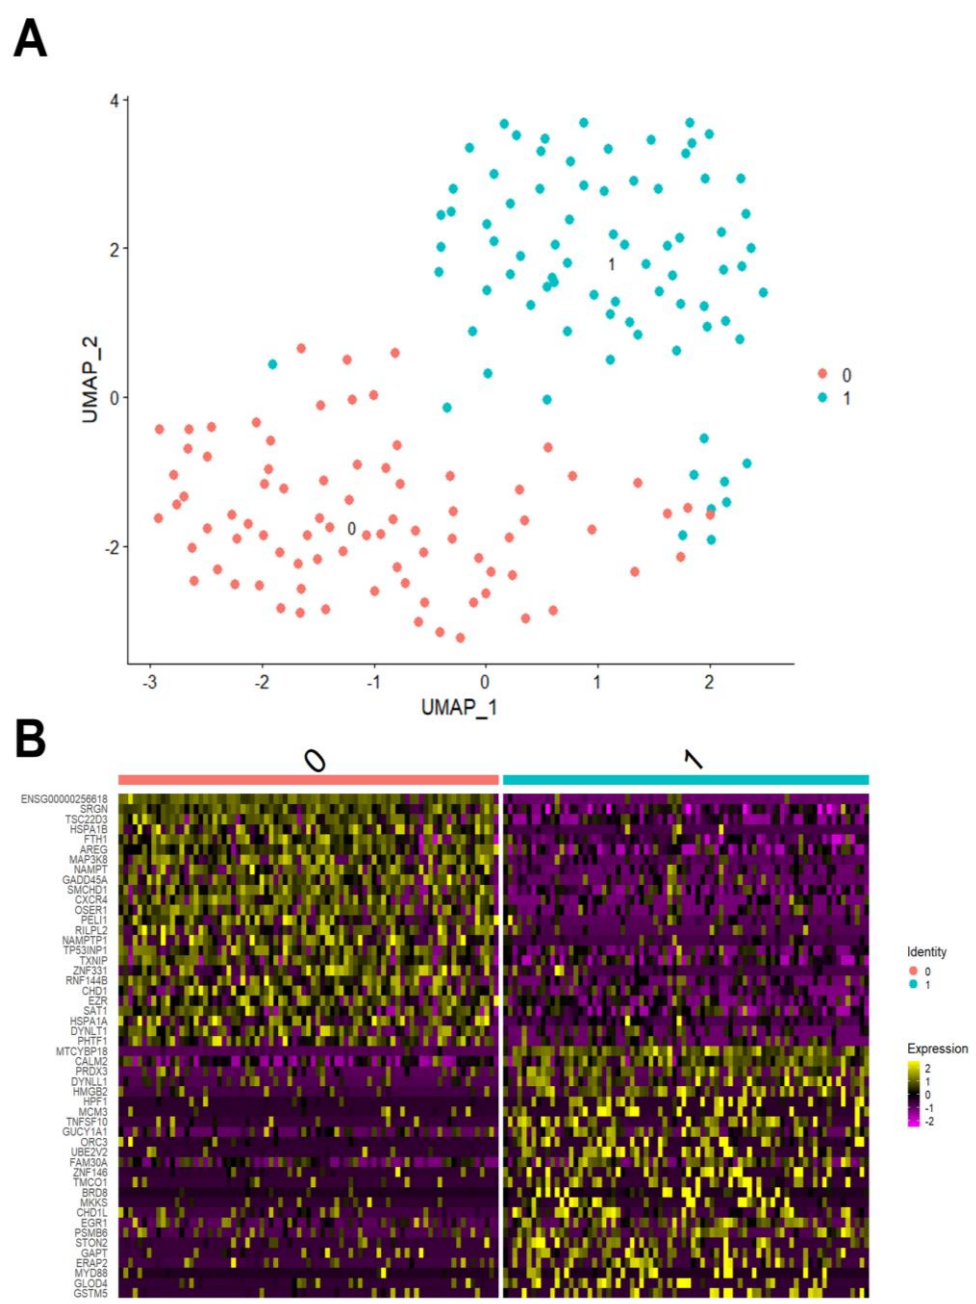 A
4
2
0
-2
UMAP_2
1
0
0
1
-3
-2
-1
0
1
2
UMAP_1
B
0
1
ENSG00000256618
SRGN
TSC22D3
HSPA1B
FTH1
AREG
MAP3K8
NAMPT
GADD45A
SMCHD1
CXCR4
OSER1
PELI1
RILPL2
NAMPTP1
TP53INP1
TXNIP
ZNF331
RNF144B
CHD1
EZR
SAT1
HSPA1A
DYNLT1
PHTF1
MTCYBP18
CALM2
PRDX3
DYNLL1
HMGB2
HPF1
MCM3
TNFSF10
GUCY1A1
ORC3
UBE2V2
FAM30A
ZNF146
TMCO1
BRD8
MKKS
CHD1L
EGR1
PSMB6
STON2
GAPT
ERAP2
MYD88
GLOD4
GSTM5
Identity
0
1
Expression
2
1
0
-1
-2